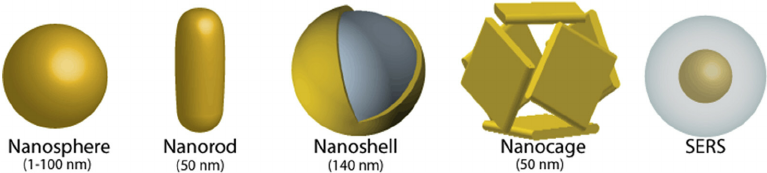 Nanosphere
(1-100 nm)
Nanorod
(50 nm)
Nanoshell
(140 nm)
Nanocage
(50 nm)
SERS